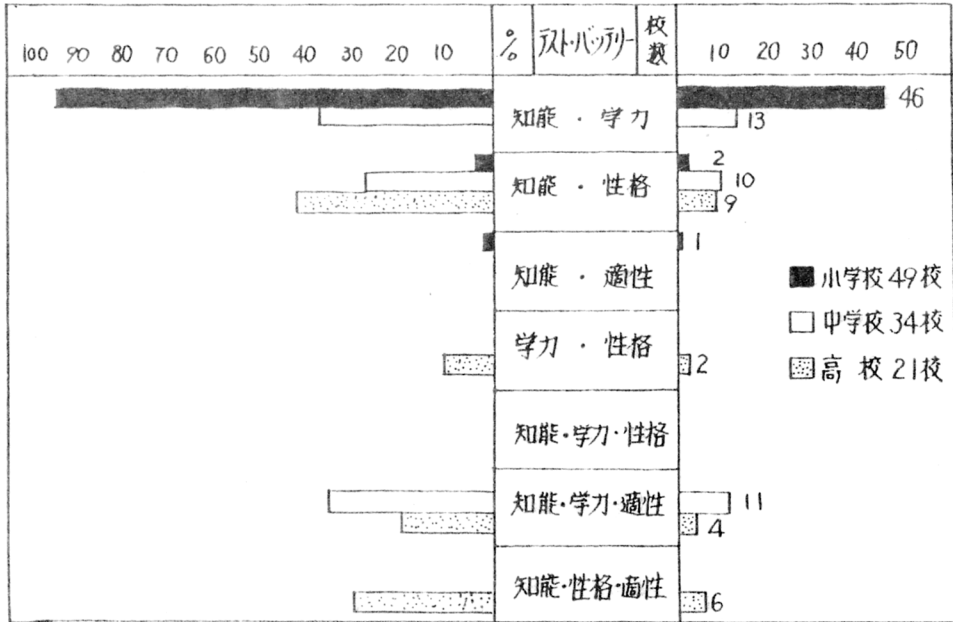 100 90 80 70 60 50 40 30 20 10 % テスト・バッテリー 校数 10 20 30 40 50
知能・学力 46
13
知能・性格 2
10
9
知能・適性 1
学力・性格 2
知能・学力・性格
知能・学力・適性 11
4
知能・性格・適性 6
小学校49校
中学校34校
高校21校